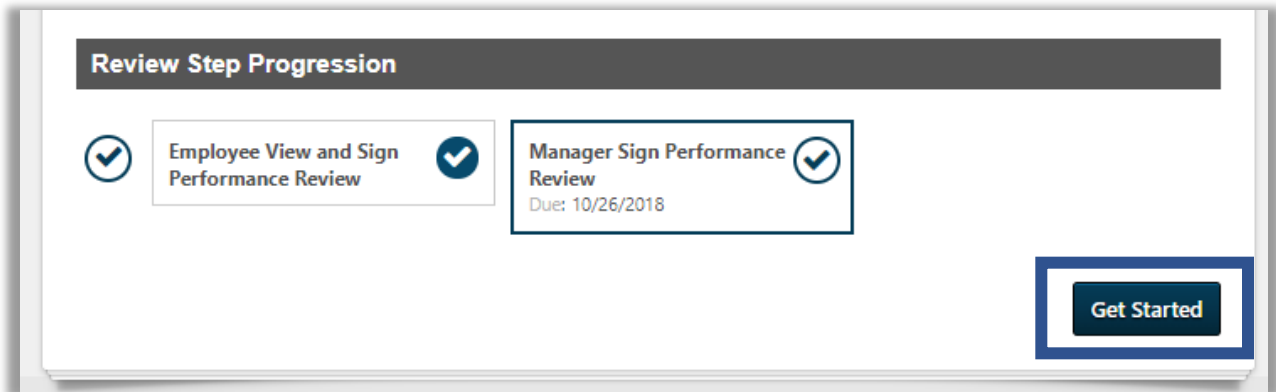 Review Step Progression
Employee View and Sign
Performance Review
Manager Sign Performance
Review
Due: 10/26/2018
Get Started